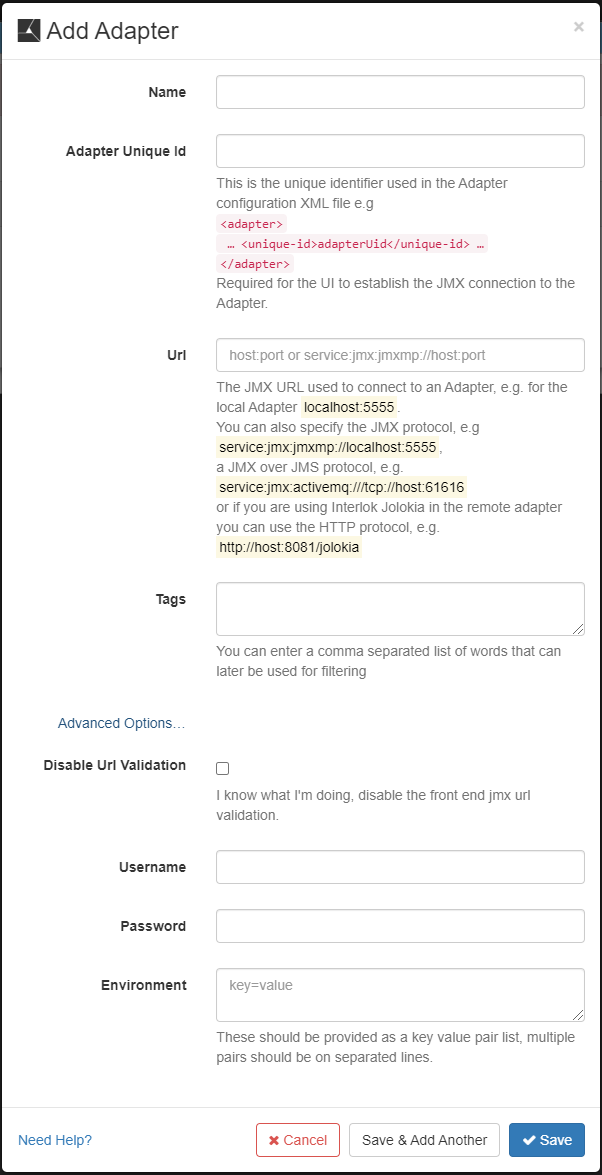 Add Adapter ×
Name
Adapter Unique Id
This is the unique identifier used in the Adapter
configuration XML file e.g
<adapter>
… <unique-id>adapterUid</unique-id> …
</adapter>
Required for the UI to establish the JMX connection to the
Adapter.
Url host:port or service:jmx:jmxmp://host:port
The JMX URL used to connect to an Adapter, e.g. for the
local Adapter localhost:5555 .
You can also specify the JMX protocol, e.g
service:jmx:jmxmp://localhost:5555 ,
a JMX over JMS protocol, e.g.
service:jmx:activemq:///tcp://host:61616
or if you are using Interlok Jolokia in the remote adapter
you can use the HTTP protocol, e.g.
http://host:8081/jolokia
Tags
You can enter a comma separated list of words that can
later be used for filtering
Advanced Options…
Disable Url Validation
I know what I'm doing, disable the front end jmx url
validation.
Username
Password
Environment key=value
These should be provided as a key value pair list, multiple
pairs should be on separated lines.
Need Help? Cancel Save & Add Another Save